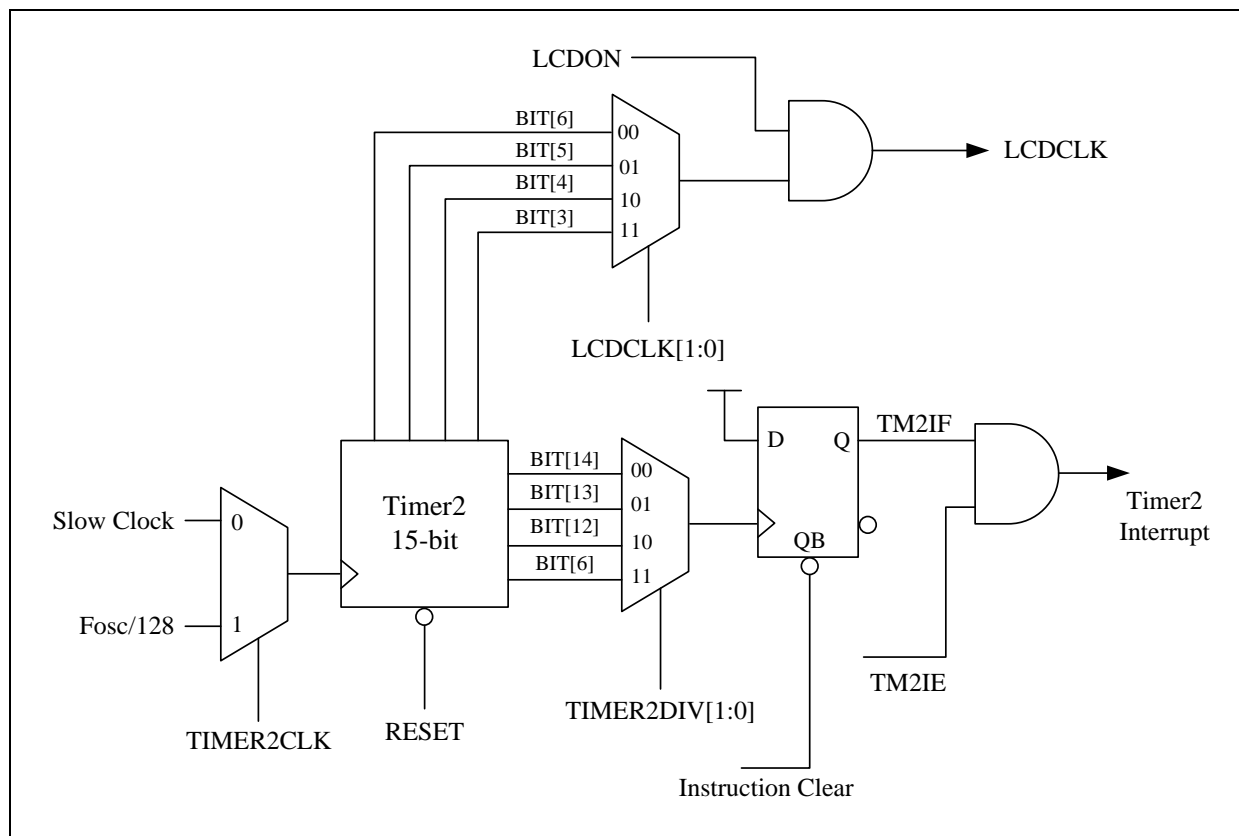 LCDON
BIT[6]
00
BIT[5]
01
BIT[4]
10
BIT[3]
11
LCDCLK
LCDCLK[1:0]
Slow Clock
0
Fosc/128
1
TIMER2CLK
Timer2
15-bit
RESET
BIT[14]
00
BIT[13]
01
BIT[12]
10
BIT[6]
11
TIMER2DIV[1:0]
D
Q
QB
TM2IF
TM2IE
Instruction Clear
Timer2
Interrupt